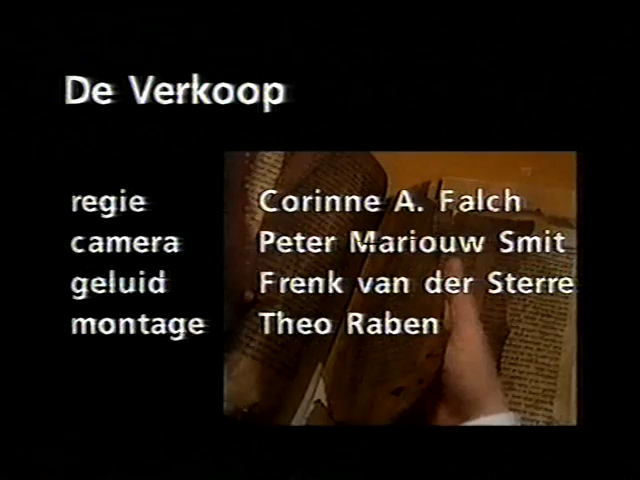 De Verkoop
regie Corinne A. Falch
camera Peter Mariouw Smit
geluid Frenk van der Sterre
montage Theo Raben